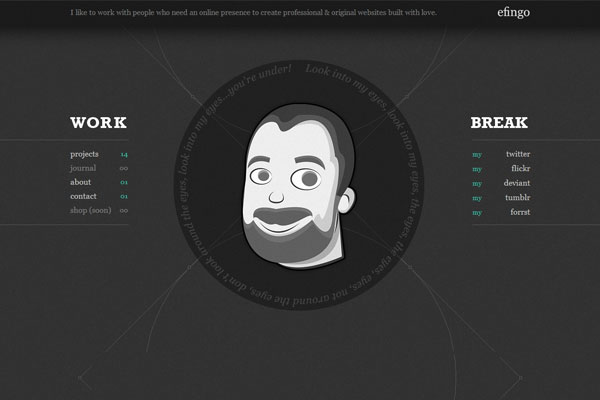 I like to work with people who need an online presence to create professional & original websites built with love.
efingo
WORK
projects 14
journal 00
about 01
contact 01
shop (soon) 00
Look into my eyes, look into my eyes, the eyes, the eyes, the eyes, not around the eyes, don't look around the eyes, look into my eyes...you're under!
BREAK
my twitter
my flickr
my deviant
my tumblr
my forrst